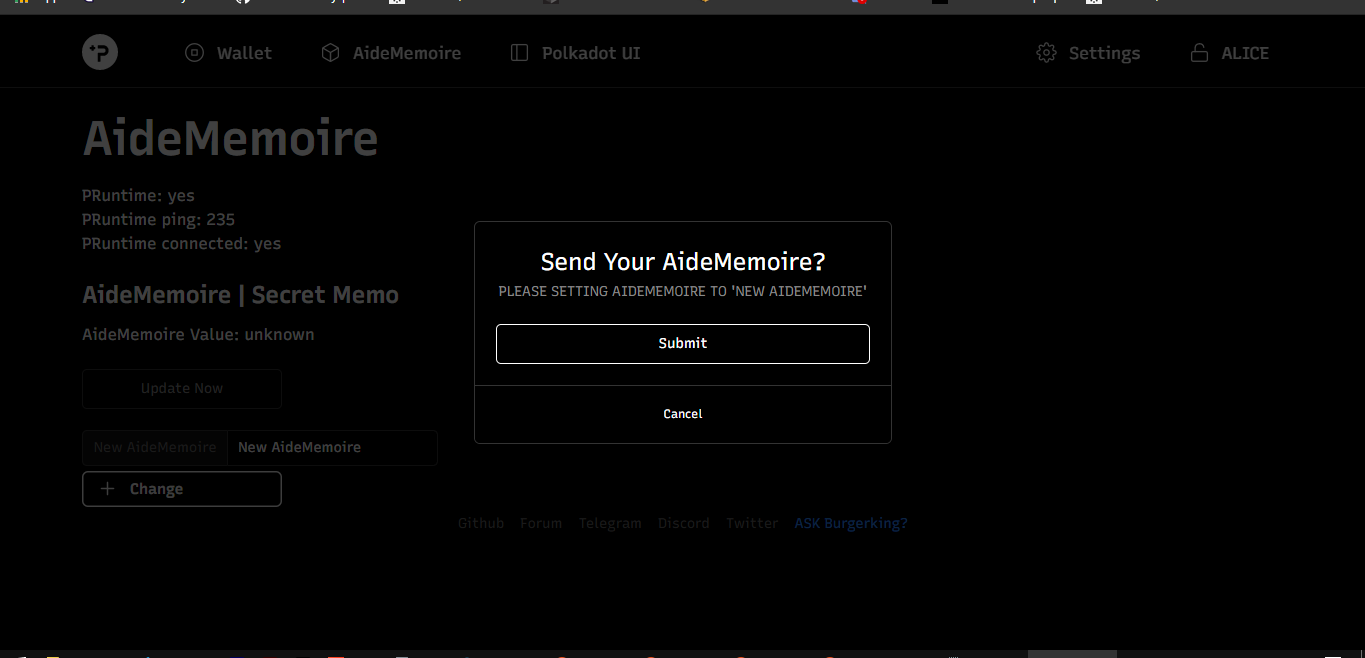 Wallet
AideMemoire
Polkadot UI
Settings
ALICE
AideMemoire
PRuntime: yes
PRuntime ping: 235
PRuntime connected: yes
AideMemoire | Secret Memo
AideMemoire Value: unknown
Update Now
New AideMemoire New AideMemoire
Change
Send Your AideMemoire?
PLEASE SETTING AIDEMEMOIRE TO 'NEW AIDEMEMOIRE'
Submit
Cancel
Github Forum Telegram Discord Twitter ASK Burgerking?